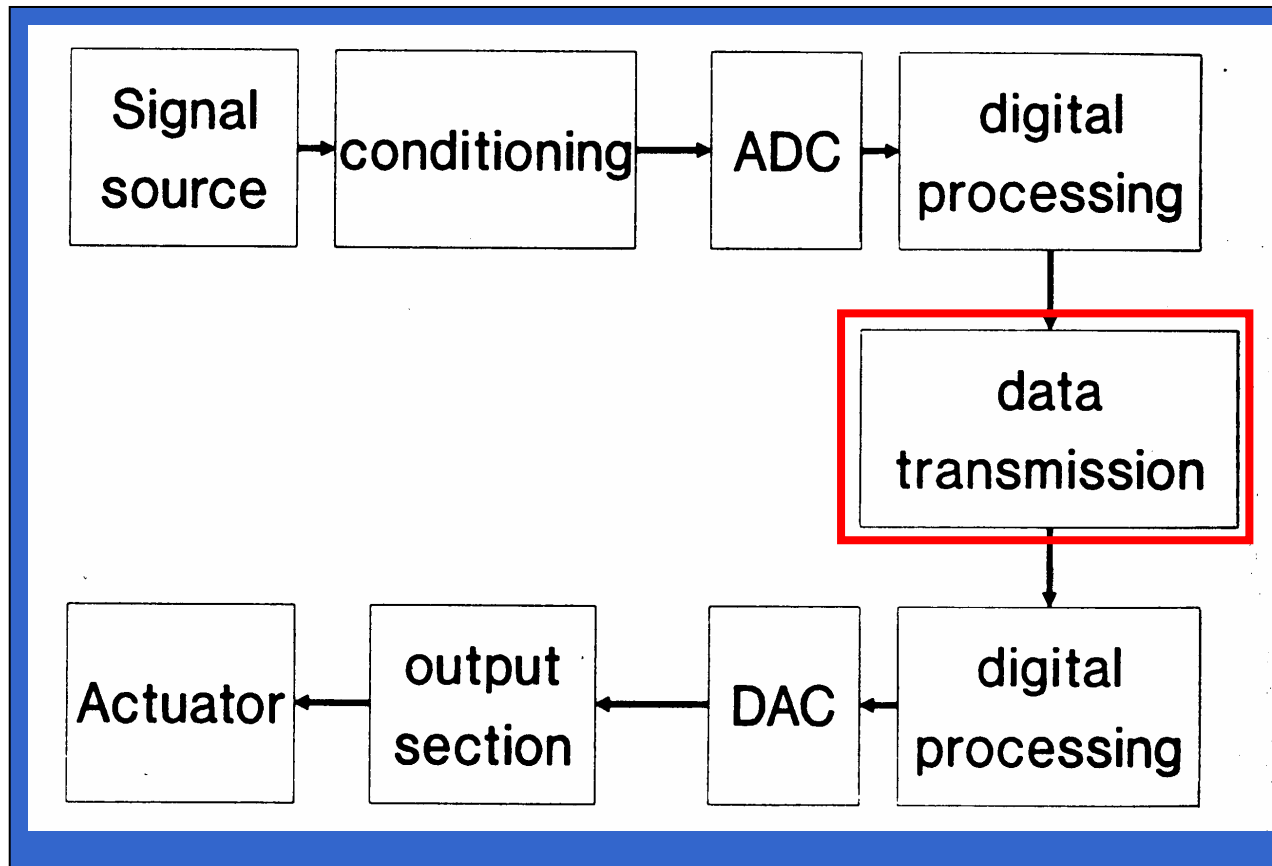 Signal
source
conditioning
ADC
digital
processing
data
transmission
digital
processing
DAC
output
section
Actuator